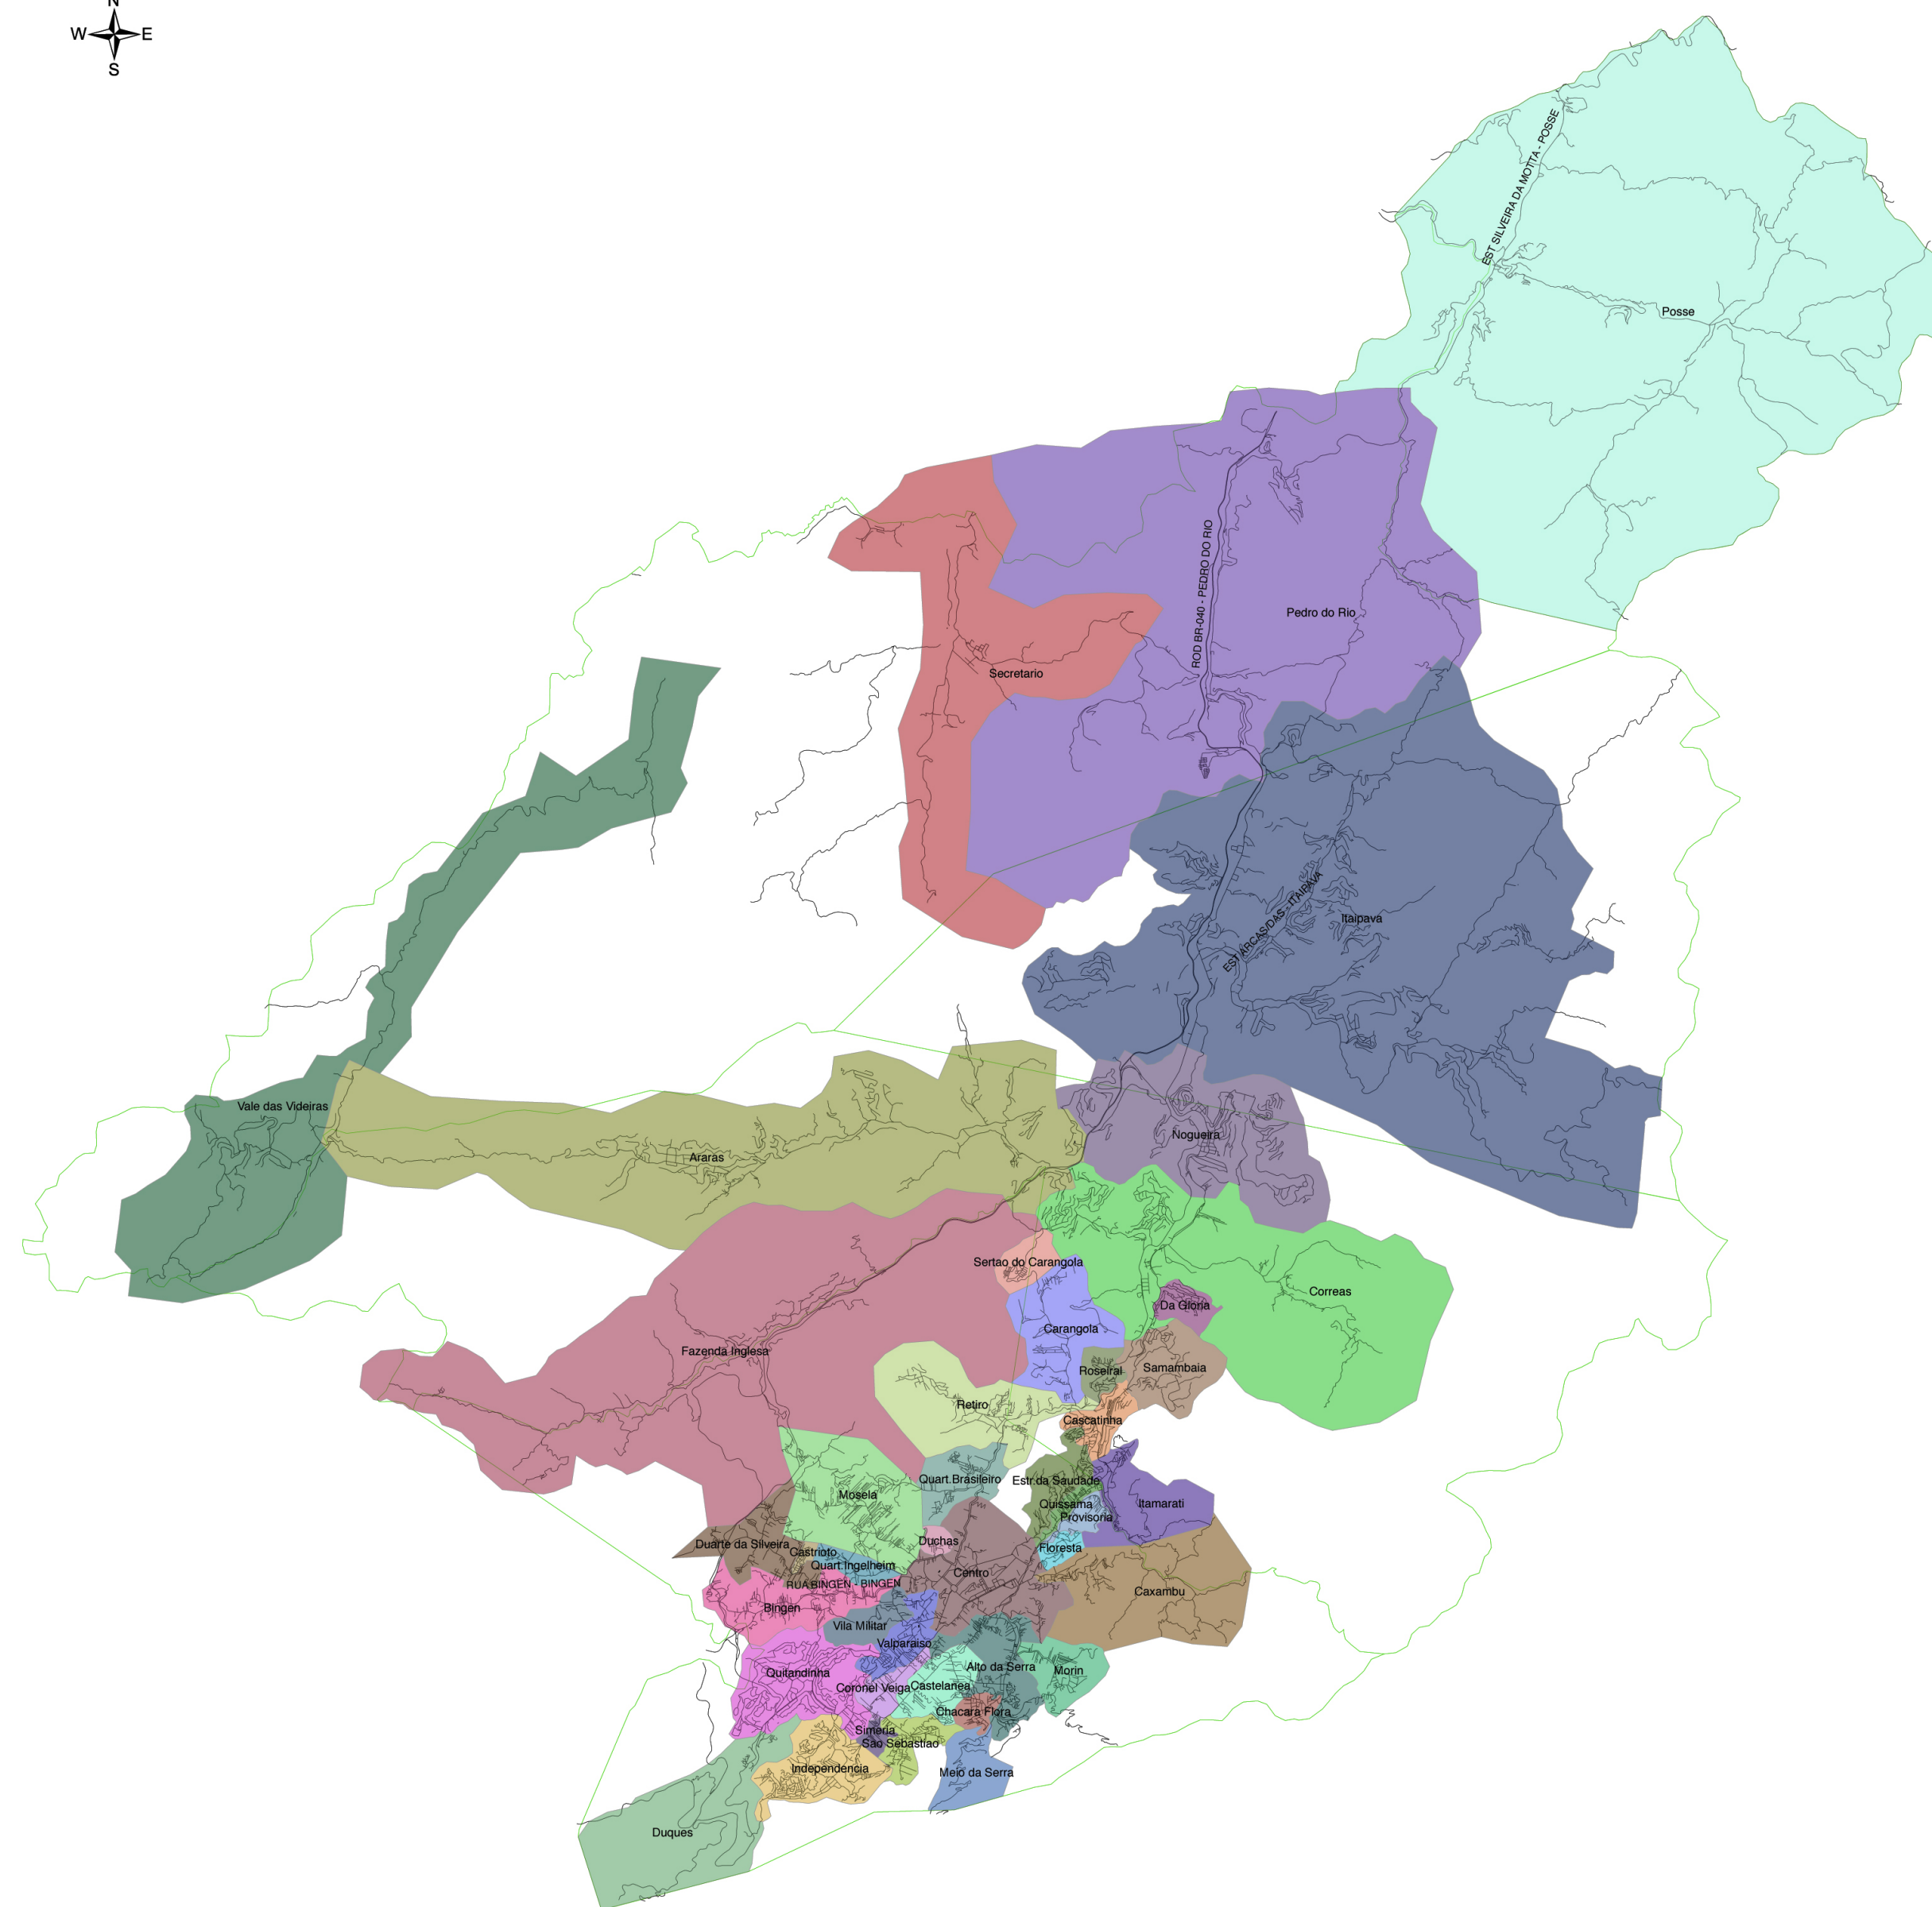 N
W E
S
EST SILVEIRA DA MOTTA - POSSE
Posse
ROD BR-040 - PEDRO DO RIO
Pedro do Rio
Secretario
EST ARCAS/DAS - ITAIPAVA
Itaipava
Vale das Videiras
Nogueira
Araras
Sertao do Carangola
Correas
Da Gloria
Carangola
Fazenda Inglesa
Samambaia
Roseiral
Retiro
Cascatinha
Quart.Brasileiro
Estr.da Saudade
Mosela
Quissama
Itamarati
Provisoria
Duchas
Duarte da Silveira
Floresta
Castrioto
Quart.Ingelheim
Centro
RUA BINGEN - BINGEN
Caxambu
Bingen
Vila Militar
Valparaiso
Alto da Serra
Morin
Quitandinha
Castelanea
Coronel Veiga
Chacara Flora
Simeria
Sao Sebastiao
Independencia
Meio da Serra
Duques